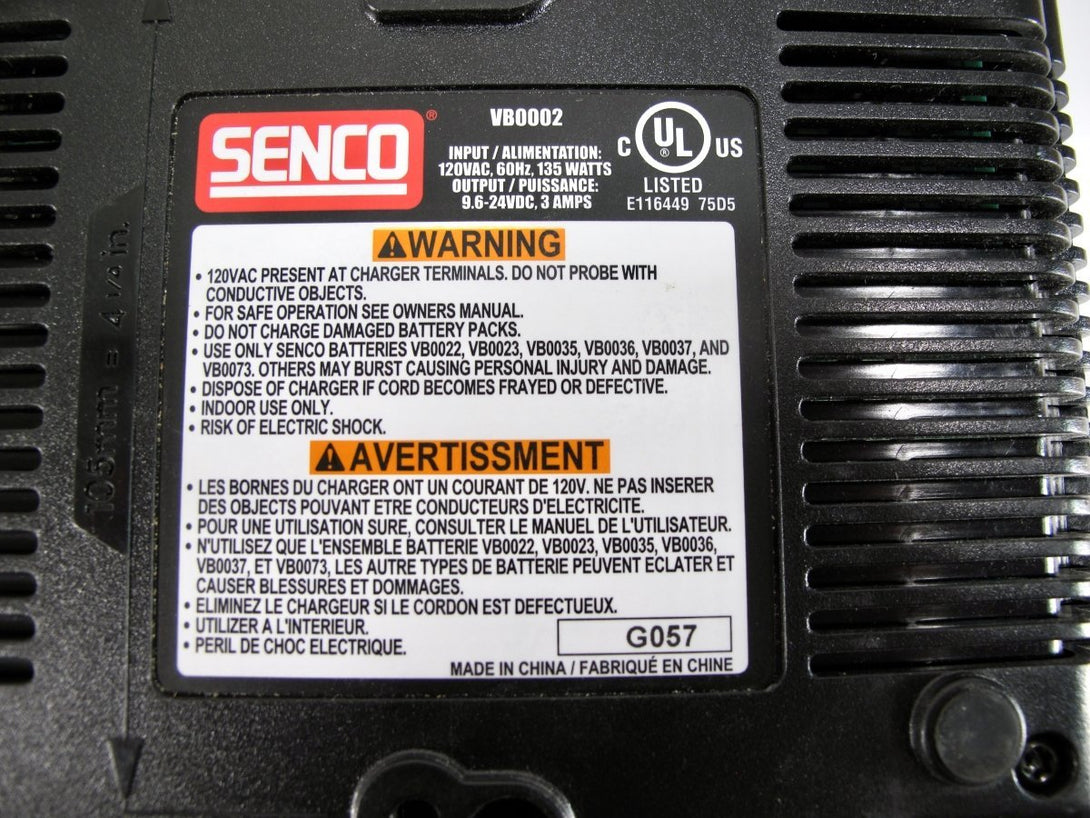 SENCO®
VB0002
INPUT / ALIMENTATION:
120VAC, 60Hz, 135 WATTS
OUTPUT / PUISSANCE:
9.6-24VDC, 3 AMPS
C UL® US
LISTED
E116449 75D5
⚠WARNING
• 120VAC PRESENT AT CHARGER TERMINALS. DO NOT PROBE WITH
CONDUCTIVE OBJECTS.
• FOR SAFE OPERATION SEE OWNERS MANUAL.
• DO NOT CHARGE DAMAGED BATTERY PACKS.
• USE ONLY SENCO BATTERIES VB0022, VB0023, VB0035, VB0036, VB0037, AND
VB0073. OTHERS MAY BURST CAUSING PERSONAL INJURY AND DAMAGE.
• DISPOSE OF CHARGER IF CORD BECOMES FRAYED OR DEFECTIVE.
• INDOOR USE ONLY.
• RISK OF ELECTRIC SHOCK.
⚠AVERTISSMENT
• LES BORNES DU CHARGER ONT UN COURANT DE 120V. NE PAS INSERER
DES OBJECTS POUVANT ETRE CONDUCTEURS D'ELECTRICITE.
• POUR UNE UTILISATION SURE, CONSULTER LE MANUEL DE L'UTILISATEUR.
• N'UTILISEZ QUE L'ENSEMBLE BATTERIE VB0022, VB0023, VB0035, VB0036,
VB0037, ET VB0073, LES AUTRE TYPES DE BATTERIE PEUVENT ECLATER ET
CAUSER BLESSURES ET DOMMAGES.
• ELIMINEZ LE CHARGEUR SI LE CORDON EST DEFECTUEUX.
• UTILIZER A L'INTERIEUR.
• PERIL DE CHOC ELECTRIQUE.
G057
MADE IN CHINA / FABRIQUÉ EN CHINE
105mm = 4 1/4 in.